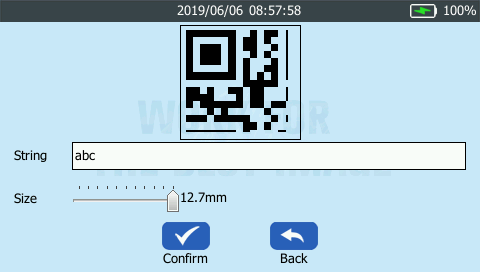 2019/06/06 08:57:58
100%
String
abc
Size
12.7mm
Confirm
Back